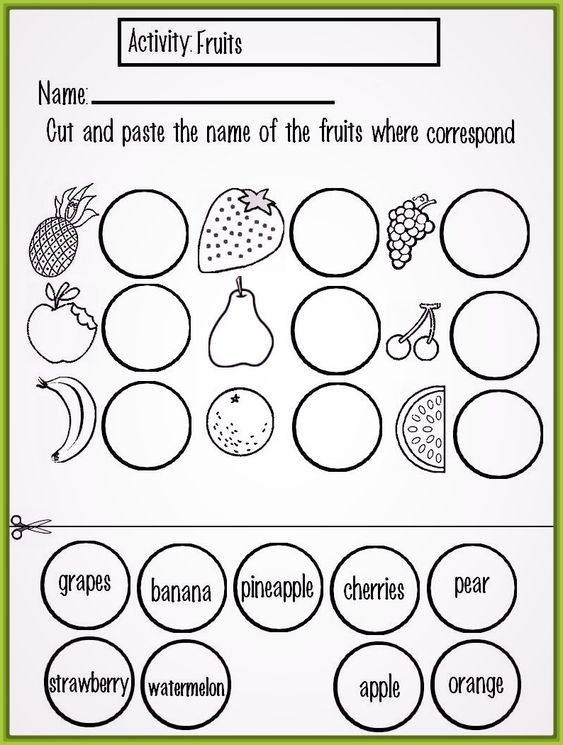 Activity: Fruits
Name:
Cut and paste the name of the fruits where correspond
grapes banana pineapple cherries pear
strawberry watermelon apple orange